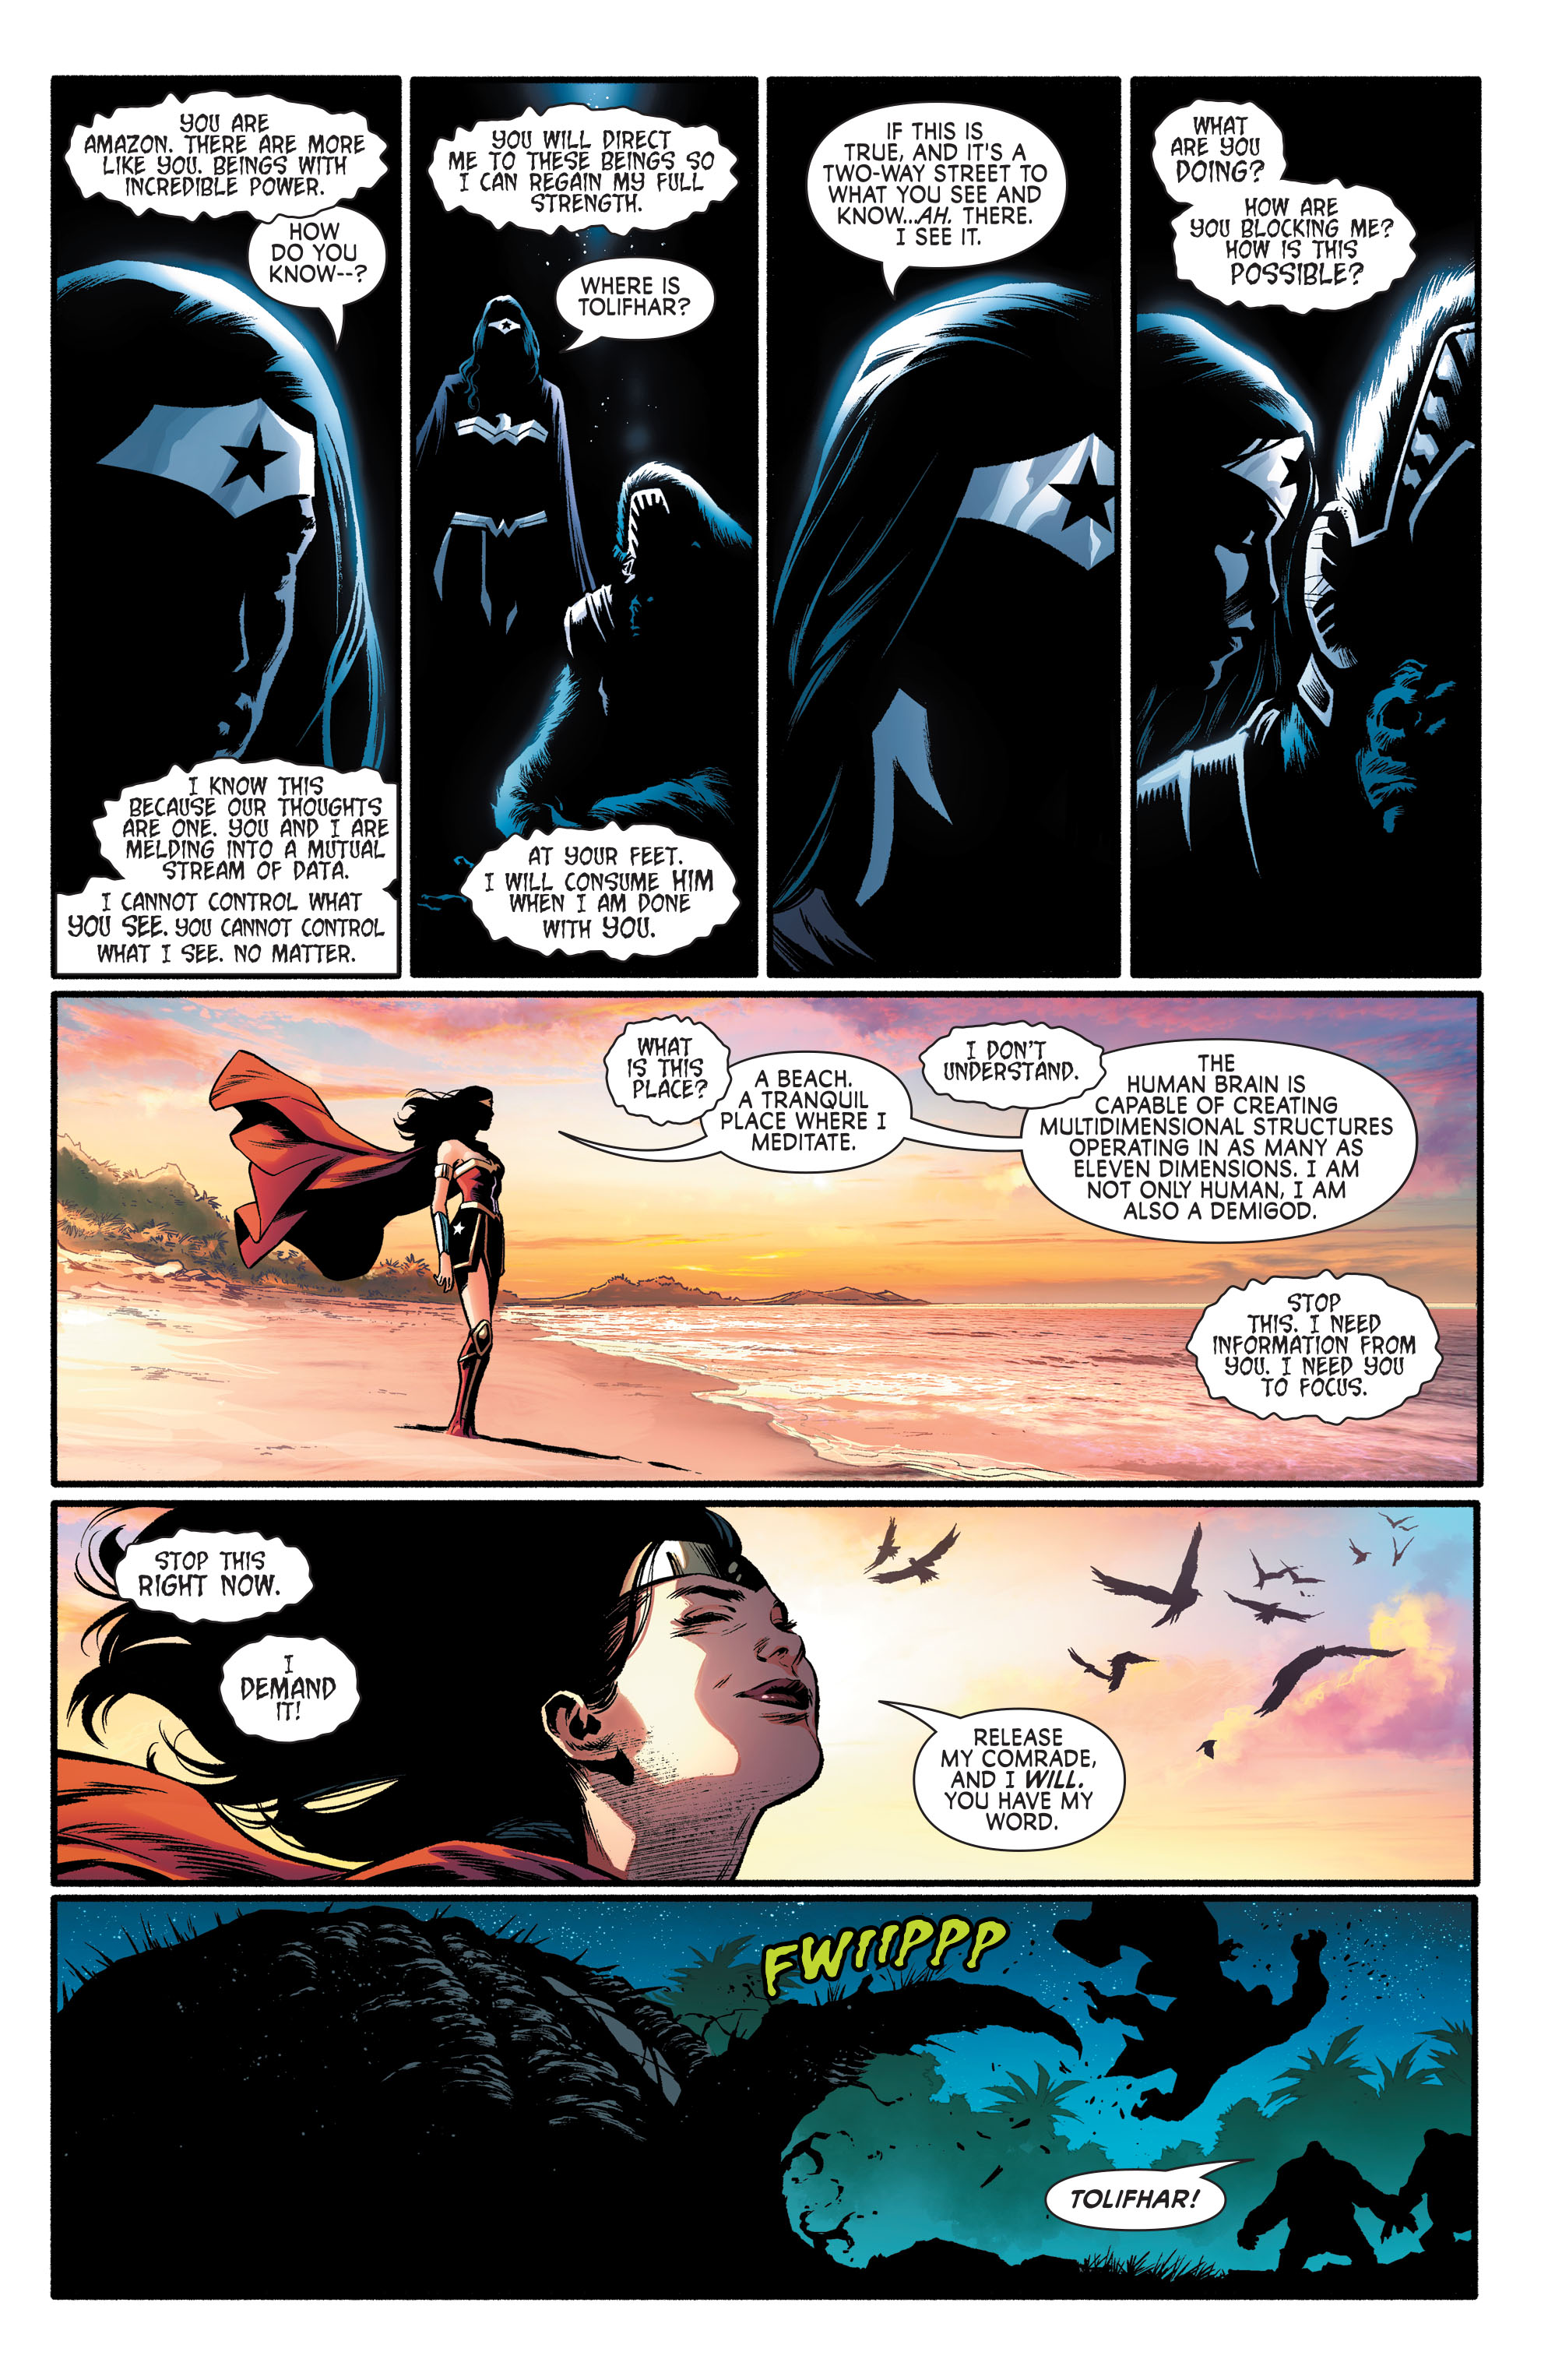 YOU ARE
AMAZON. THERE ARE MORE
LIKE YOU. BEINGS WITH
INCREDIBLE POWER.
HOW
DO YOU
KNOW--?
I KNOW THIS
BECAUSE OUR THOUGHTS
ARE ONE. YOU AND I ARE
MELDING INTO A MUTUAL
STREAM OF DATA.
I CANNOT CONTROL WHAT
YOU SEE. YOU CANNOT CONTROL
WHAT I SEE. NO MATTER.
YOU WILL DIRECT
ME TO THESE BEINGS SO
I CAN REGAIN MY FULL
STRENGTH.
WHERE IS
TOLIFHAR?
AT YOUR FEET.
I WILL CONSUME HIM
WHEN I AM DONE
WITH YOU.
IF THIS IS
TRUE, AND IT'S A
TWO-WAY STREET TO
WHAT YOU SEE AND
KNOW...AH. THERE.
I SEE IT.
WHAT
ARE YOU
DOING?
HOW ARE
YOU BLOCKING ME?
HOW IS THIS
POSSIBLE?
WHAT
IS THIS
PLACE?
A BEACH.
A TRANQUIL
PLACE WHERE I
MEDITATE.
I DON'T
UNDERSTAND.
THE
HUMAN BRAIN IS
CAPABLE OF CREATING
MULTIDIMENSIONAL STRUCTURES
OPERATING IN AS MANY AS
ELEVEN DIMENSIONS. I AM
NOT ONLY HUMAN, I AM
ALSO A DEMIGOD.
STOP
THIS. I NEED
INFORMATION FROM
YOU. I NEED YOU
TO FOCUS.
STOP THIS
RIGHT NOW.
I
DEMAND
IT!
RELEASE
MY COMRADE,
AND I WILL.
YOU HAVE MY
WORD.
FWIIPPP
TOLIFHAR!